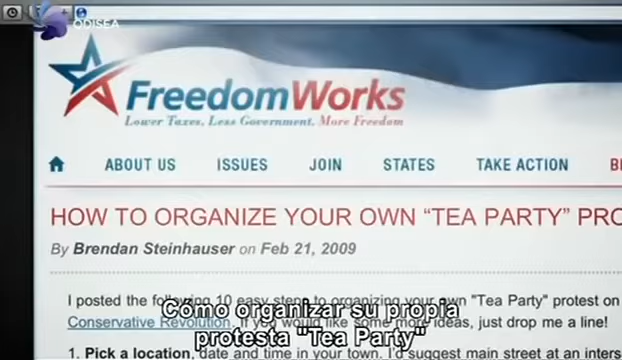 ODISEA
FreedomWorks
Lower Taxes, Less Government, More Freedom
ABOUT US ISSUES JOIN STATES TAKE ACTION
HOW TO ORGANIZE YOUR OWN “TEA PARTY” PRO
By Brendan Steinhauser on Feb 21, 2009
I posted the following 10 easy steps to organizing your own "Tea Party" protest on
Cómo organizar su propia
Conservative Revolution. If you would like some more ideas, just drop me a line!
protesta "Tea Party"
1. Pick a location, date and time in your town. I'd suggest main street at an inters